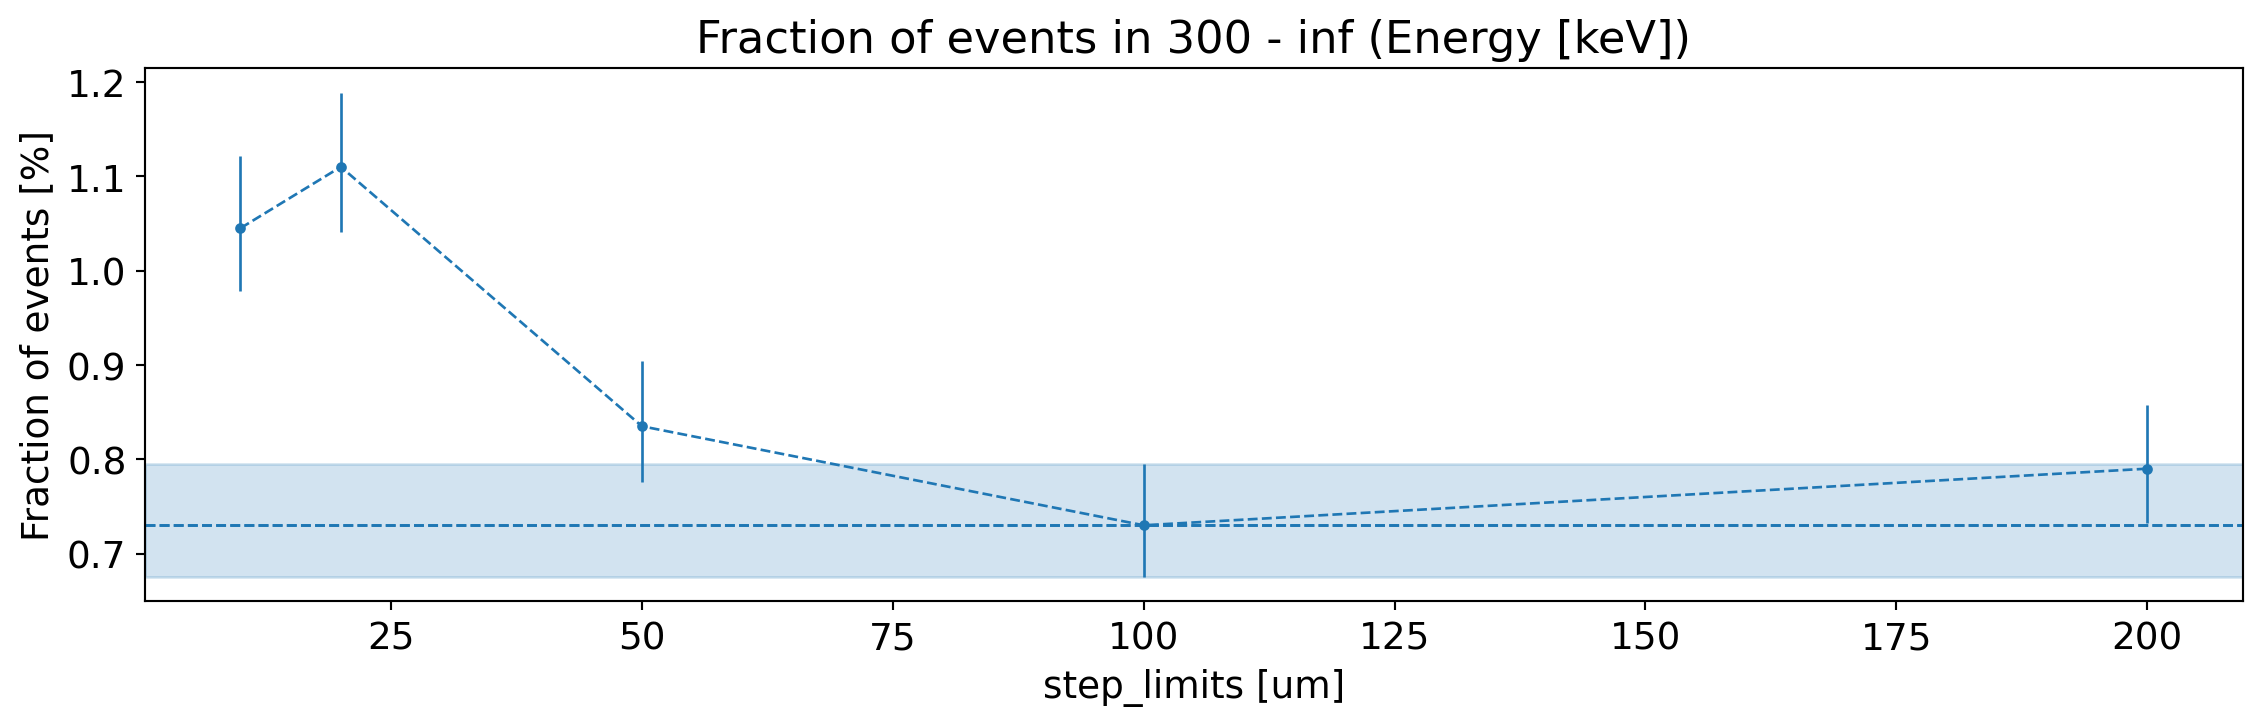 Fraction of events in 300 - inf (Energy [keV])
Fraction of events [%]
1.2
1.1
1.0
0.9
0.8
0.7
25 50 75 100 125 150 175 200
step_limits [um]